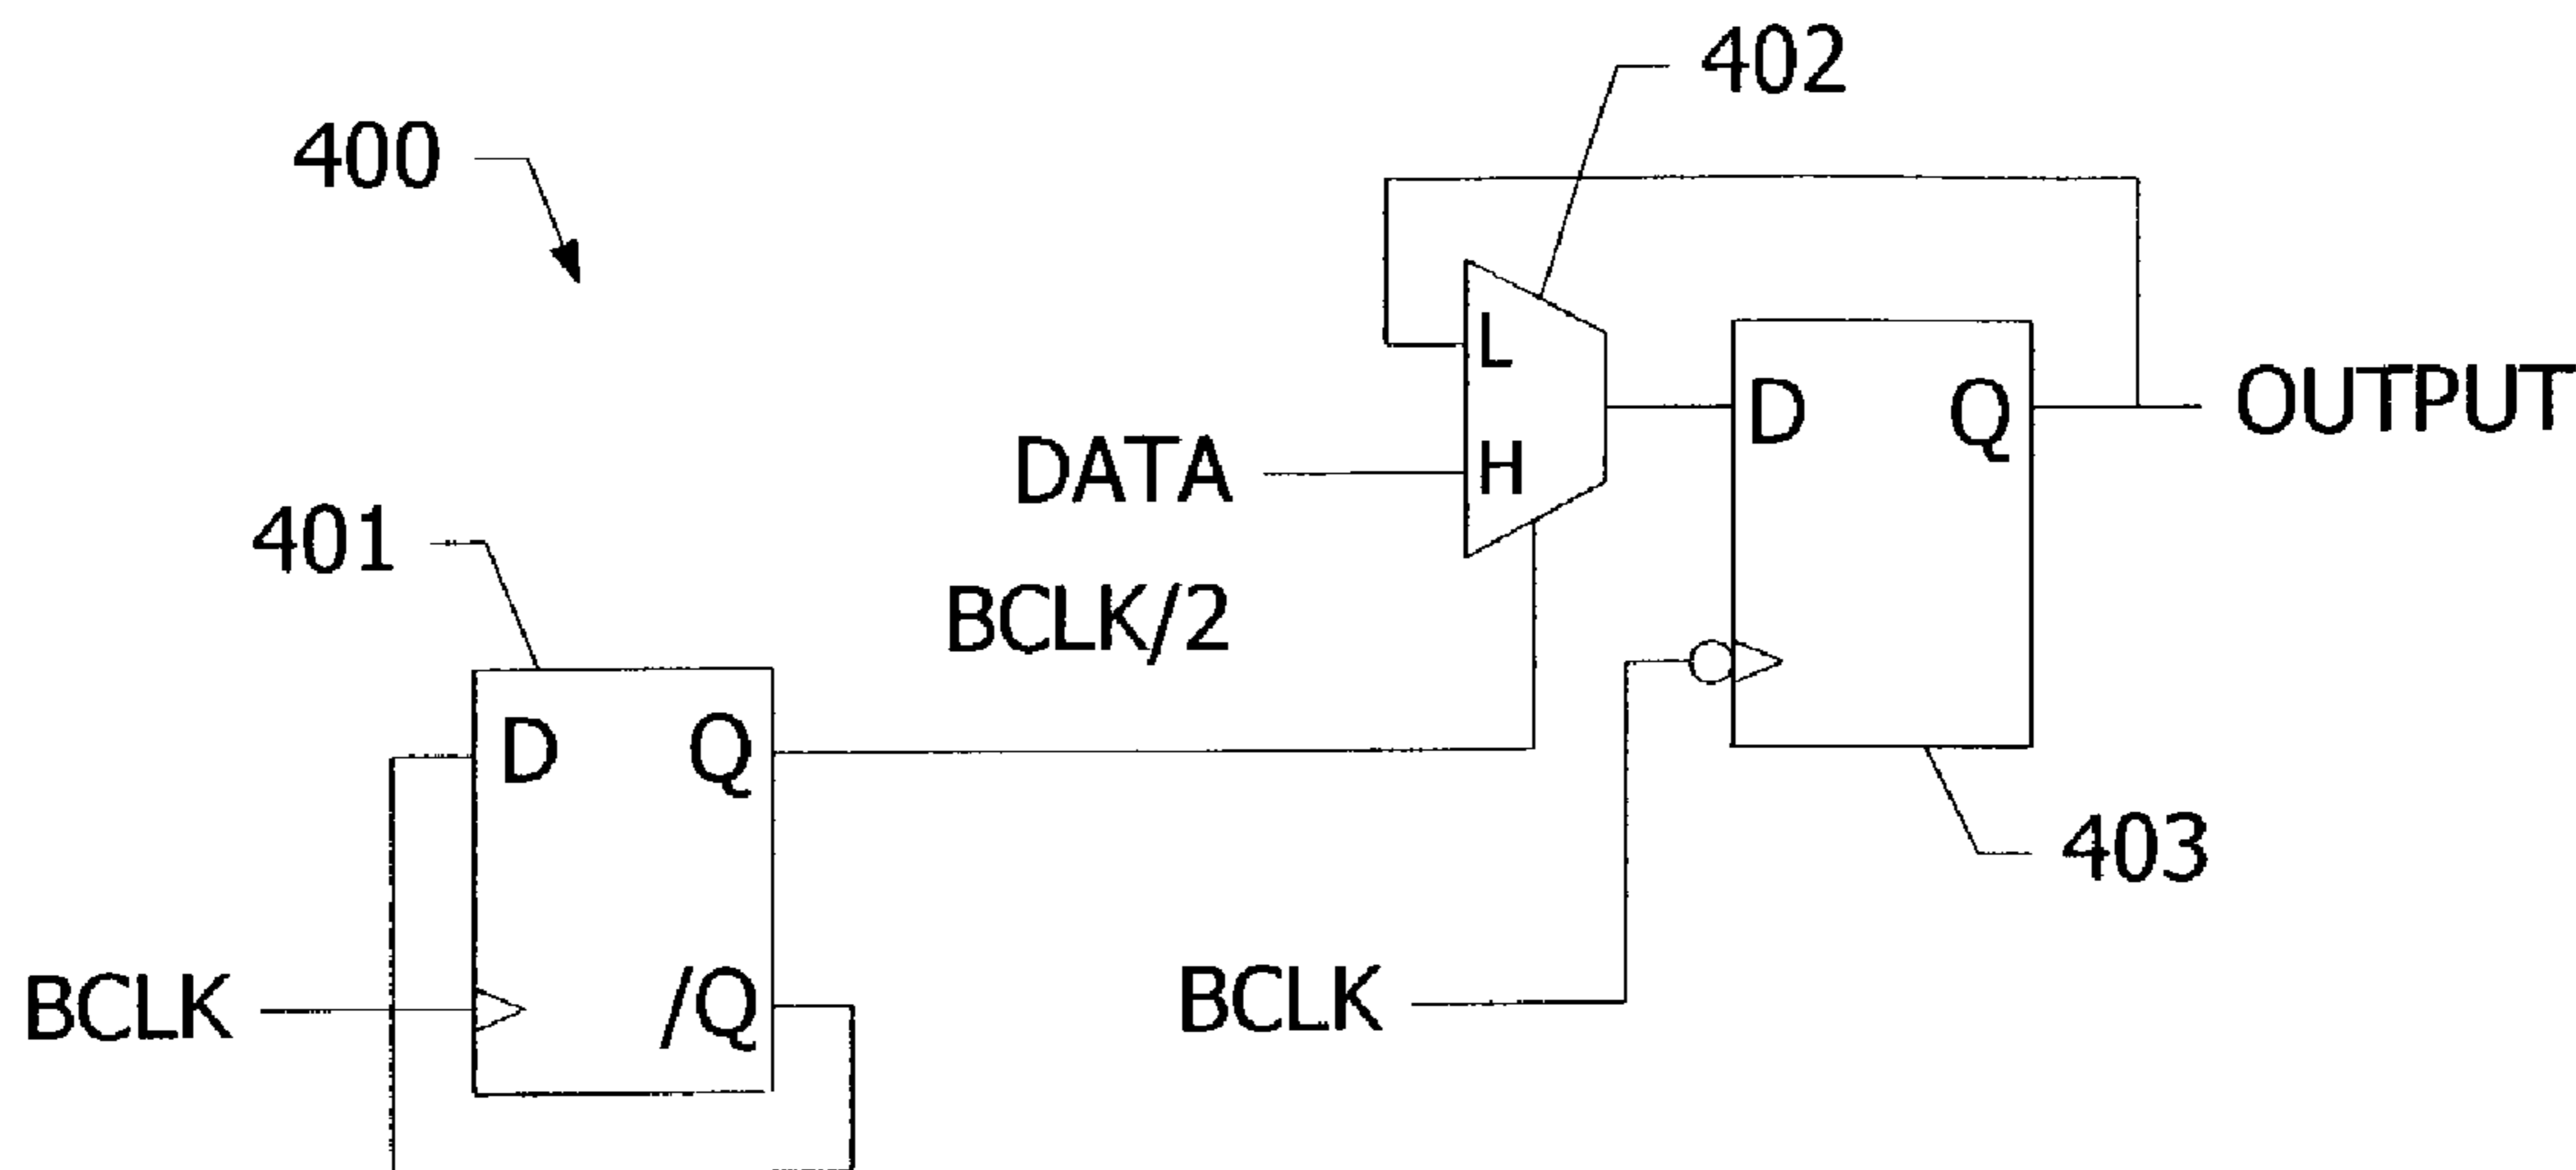 402
400
L
D
Q
OUTPUT
DATA
H
401
BCLK/2
D
Q
403
BCLK
/Q
BCLK